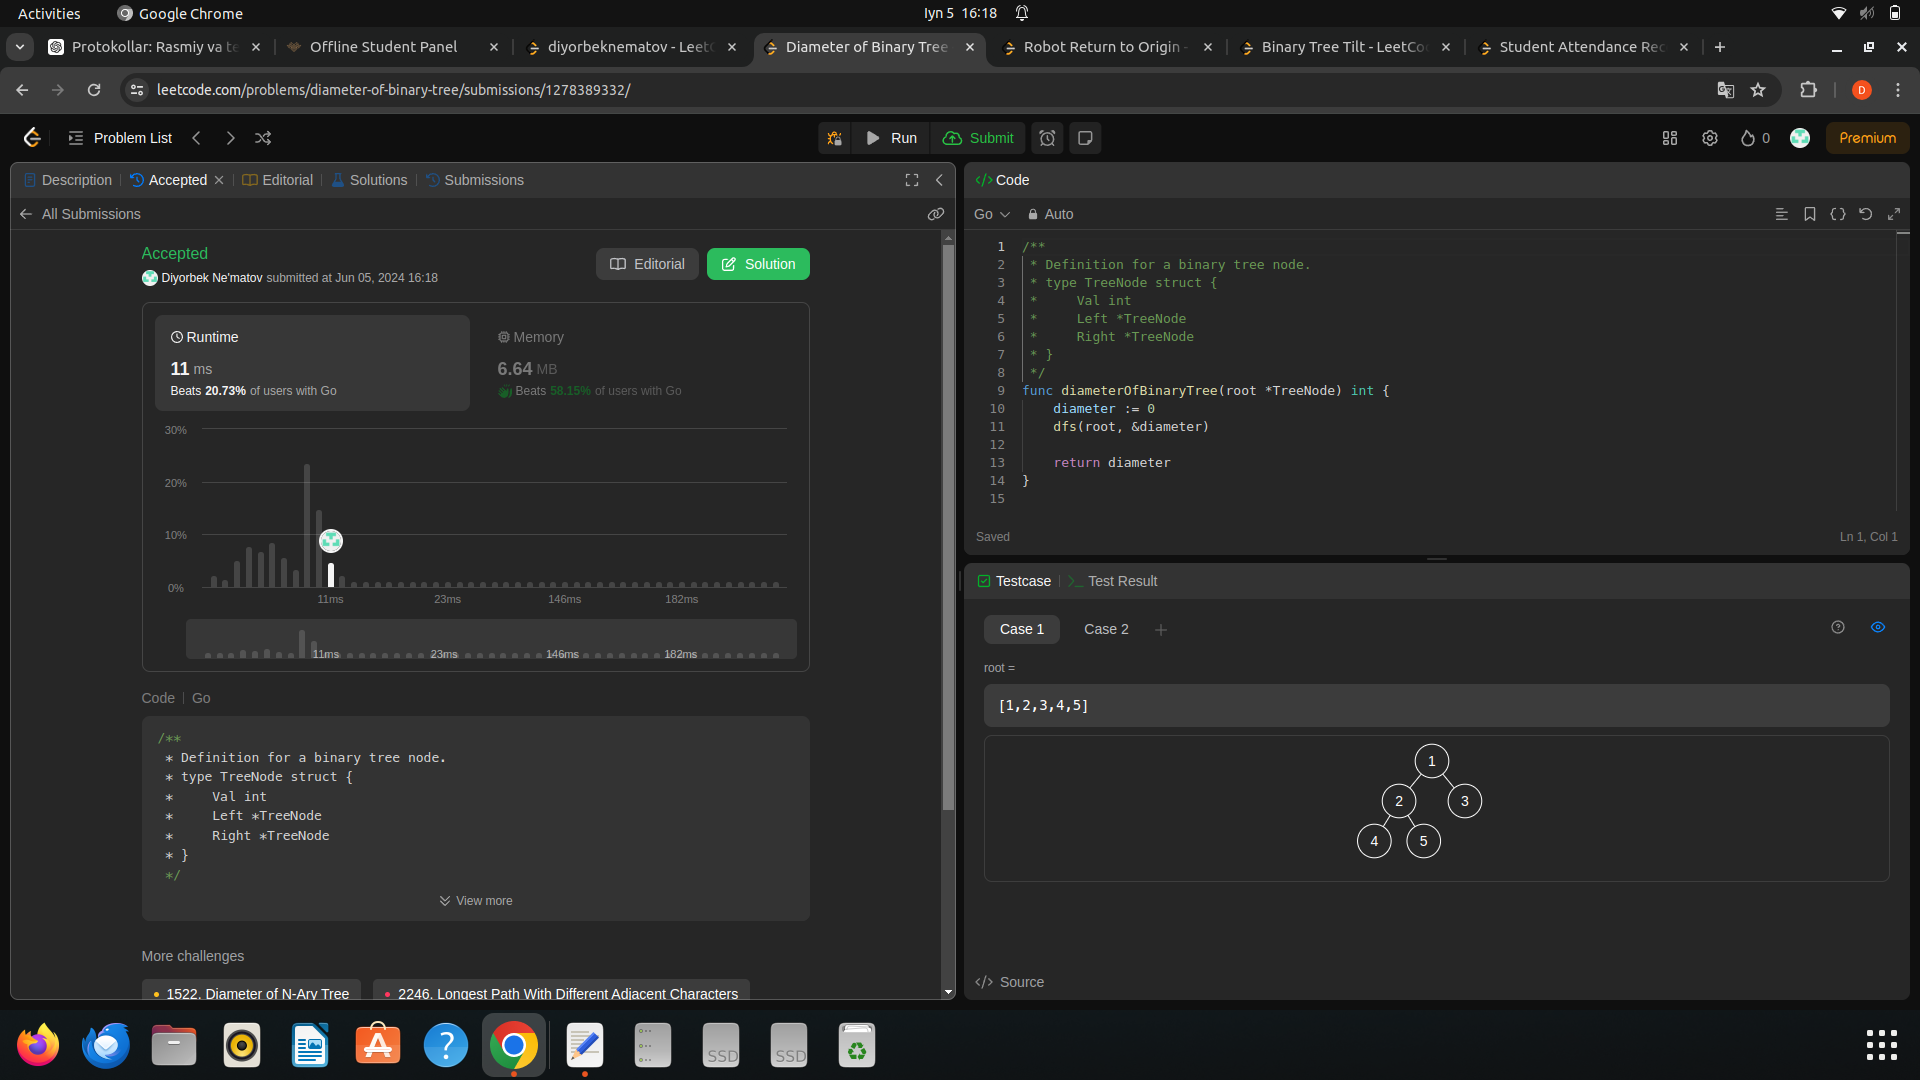 Activities
Google Chrome
Iyn 5 16:18
Protokollar: Rasmiy va te
Offline Student Panel
diyorbeknematov - LeetC
Diameter of Binary Tree
Robot Return to Origin -
Binary Tree Tilt - LeetCo
Student Attendance Rec
leetcode.com/problems/diameter-of-binary-tree/submissions/1278389332/
D
Problem List
Run
Submit
0
Premium
Description
Accepted
Editorial
Solutions
Submissions
All Submissions
Accepted
Diyorbek Ne'matov submitted at Jun 05, 2024 16:18
Editorial
Solution
Runtime
11 ms
Beats 20.73% of users with Go
Memory
6.64 MB
Beats 58.15% of users with Go
30%
20%
10%
0%
11ms
23ms
146ms
182ms
11ms
23ms
146ms
182ms
Code
Go
/**
* Definition for a binary tree node.
* type TreeNode struct {
*     Val int
*     Left *TreeNode
*     Right *TreeNode
* }
*/
View more
More challenges
1522. Diameter of N-Ary Tree
2246. Longest Path With Different Adjacent Characters
</> Code
Go
Auto
1 /**
2 * Definition for a binary tree node.
3 * type TreeNode struct {
4 *     Val int
5 *     Left *TreeNode
6 *     Right *TreeNode
7 * }
8 */
9 func diameterOfBinaryTree(root *TreeNode) int {
10     diameter := 0
11     dfs(root, &diameter)
12
13     return diameter
14 }
15
Saved
Ln 1, Col 1
Testcase
Test Result
Case 1
Case 2
root =
[1,2,3,4,5]
1
2
3
4
5
</> Source
SSD
SSD